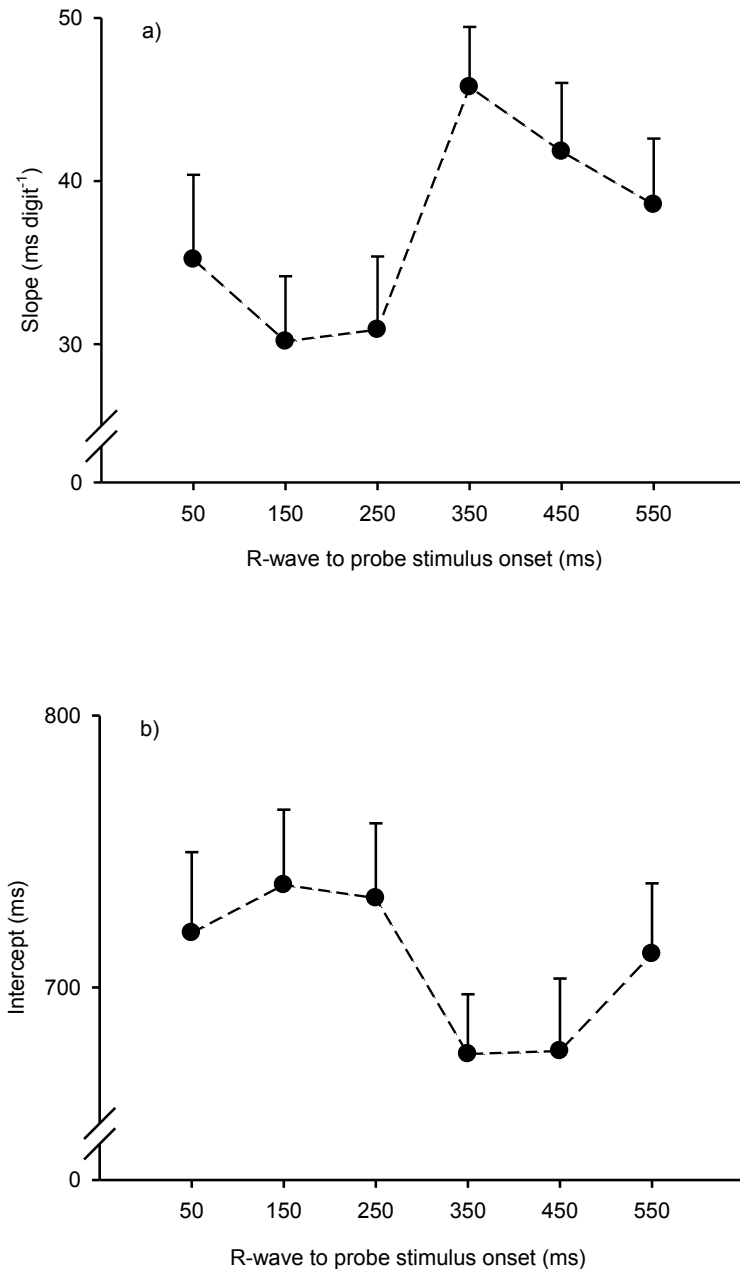 a)
50
40
30
0
Slope (ms digit⁻¹)
50 150 250 350 450 550
R-wave to probe stimulus onset (ms)
b)
800
700
0
Intercept (ms)
50 150 250 350 450 550
R-wave to probe stimulus onset (ms)